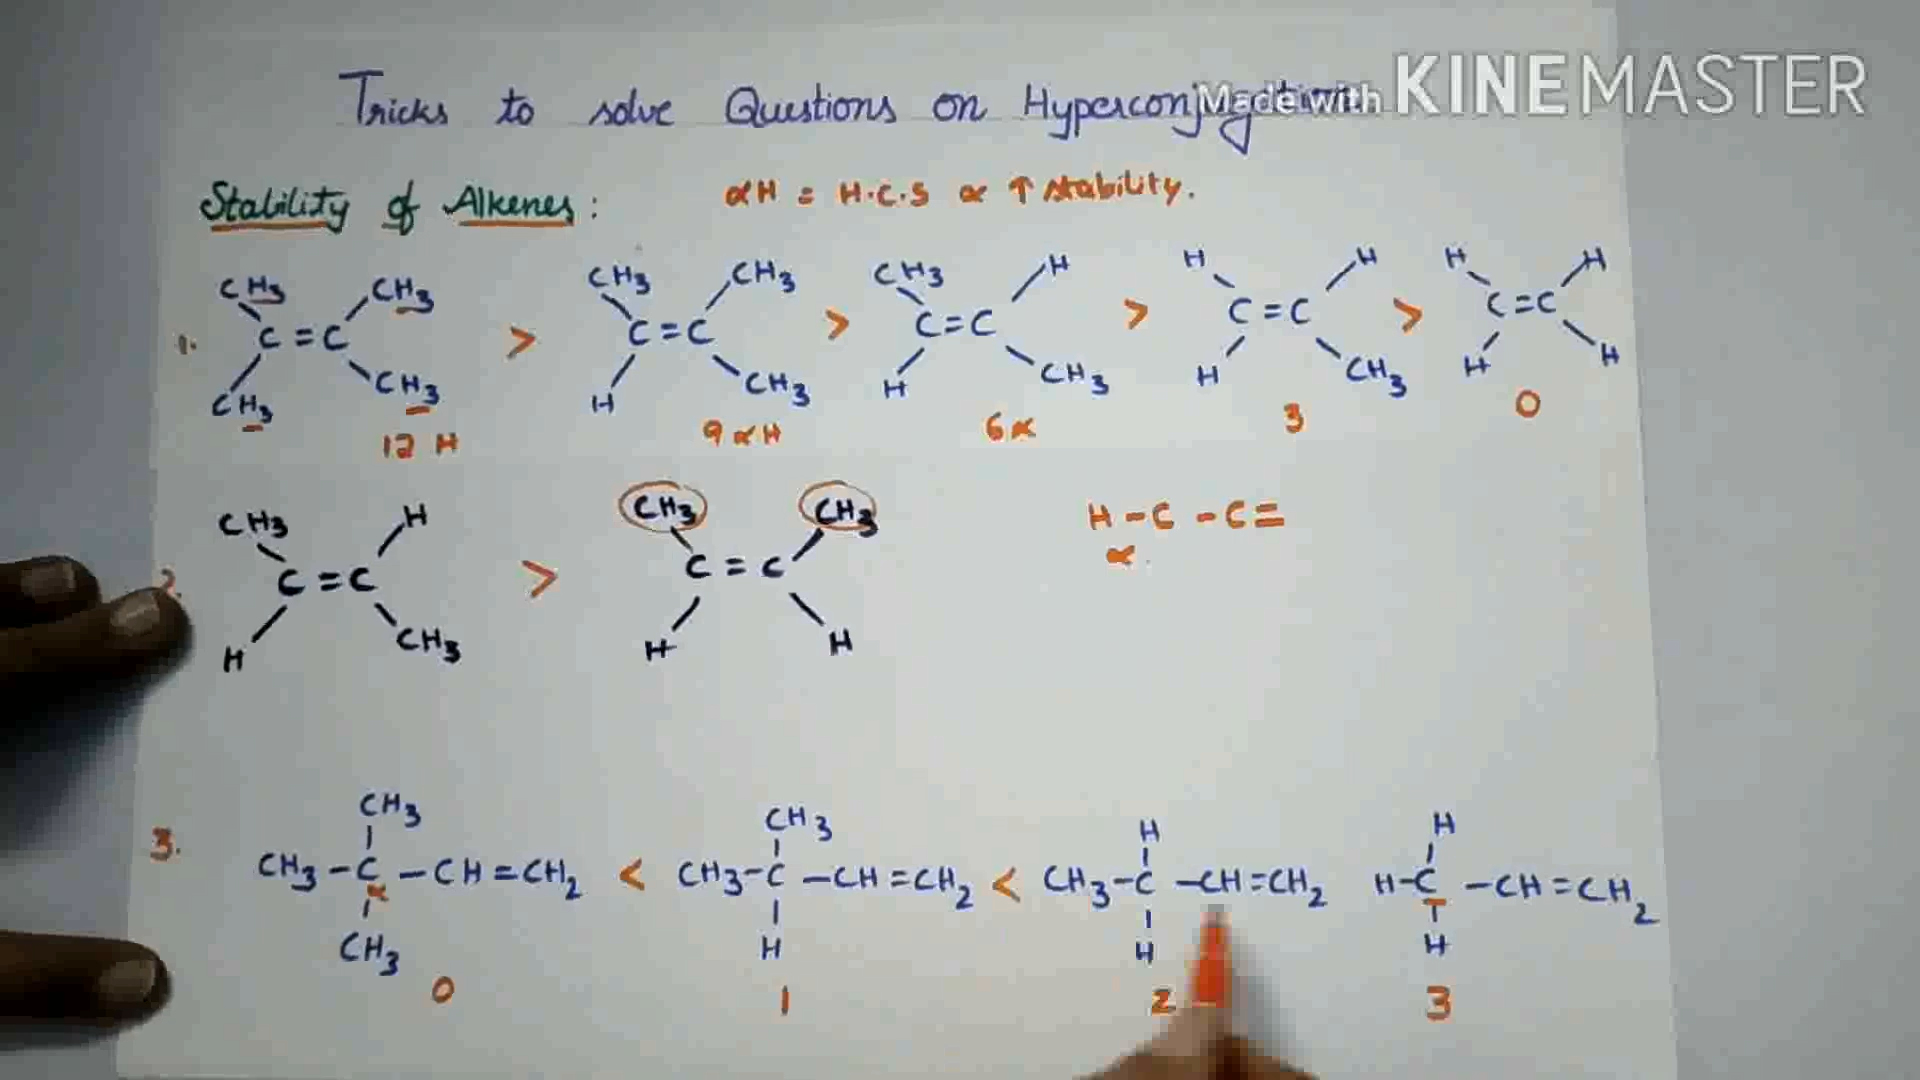 Tricks to solve Questions on Hyperconjugation
Made with KINEMASTER
Stability of Alkenes :
αH = H.C.S ∝ ↑ stability.
1.
CH3 CH3 C=C CH3 CH3 > CH3 CH3 C=C H CH3 > CH3 H C=C H CH3 > H H C=C H CH3 > H H C=C H H
12 H 9 αH 6α 3 0
2.
CH3 H C=C H CH3 > CH3 CH3 C=C H H
H-C-C=
α
3.
CH3 CH3 H H
CH3-C-CH=CH2 < CH3-C-CH=CH2 < CH3-C-CH=CH2 H-C-CH=CH2
α
CH3 H H H
0 1 2 3